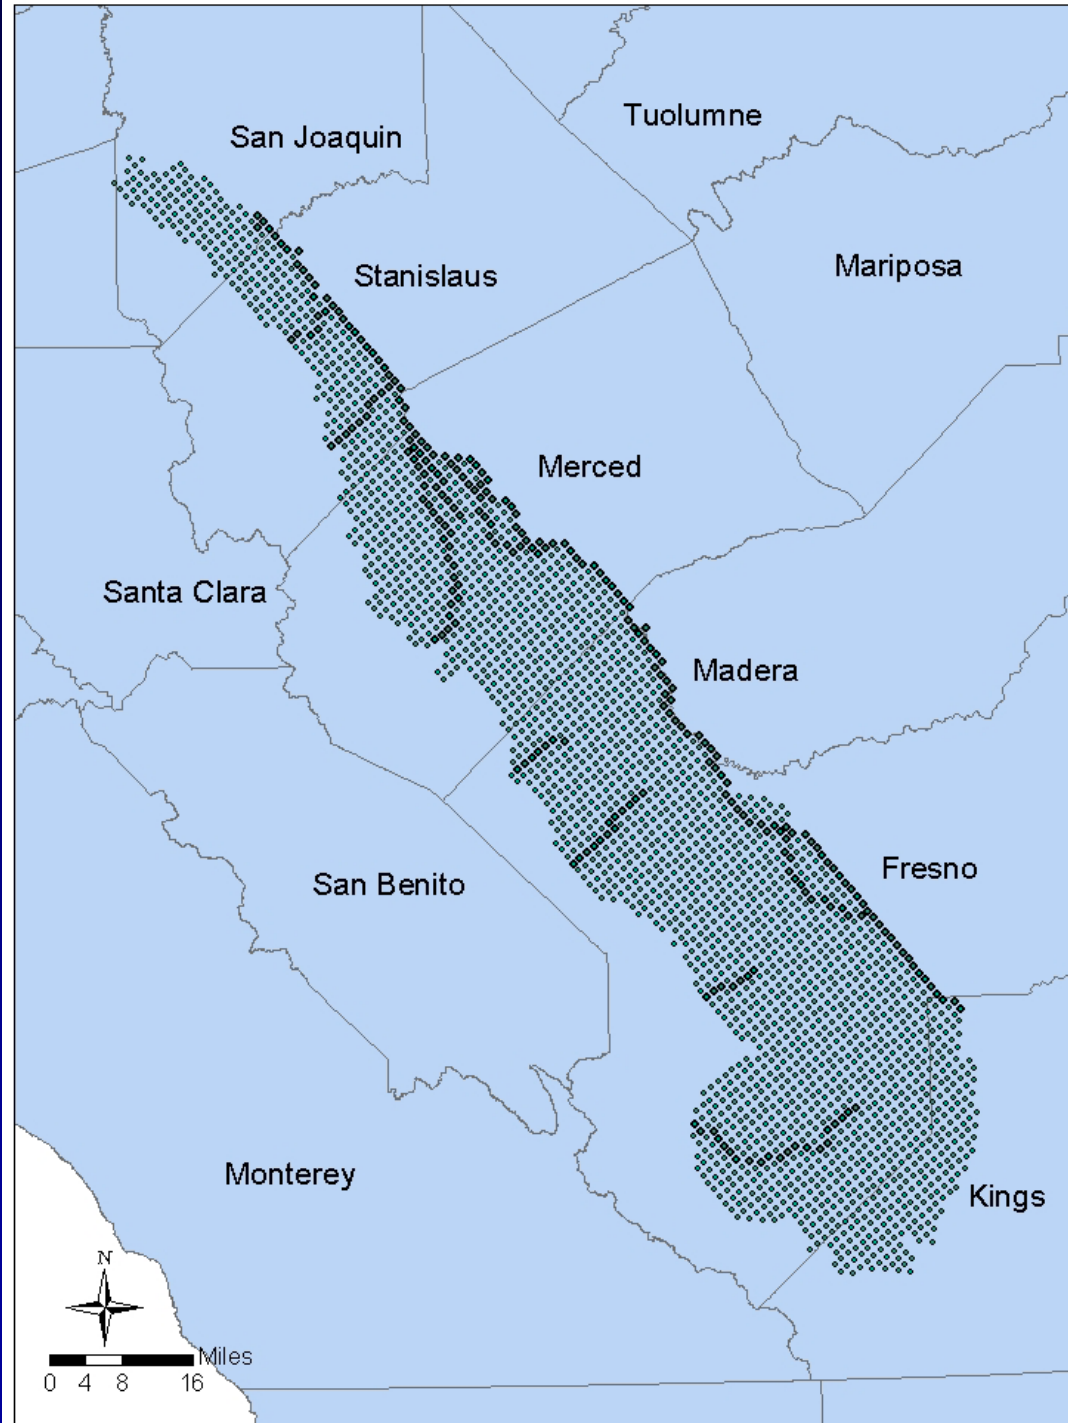 Tuolumne
San Joaquin
Mariposa
Stanislaus
Merced
Santa Clara
Madera
Fresno
San Benito
Monterey
Kings
N
Miles
0 4 8 16